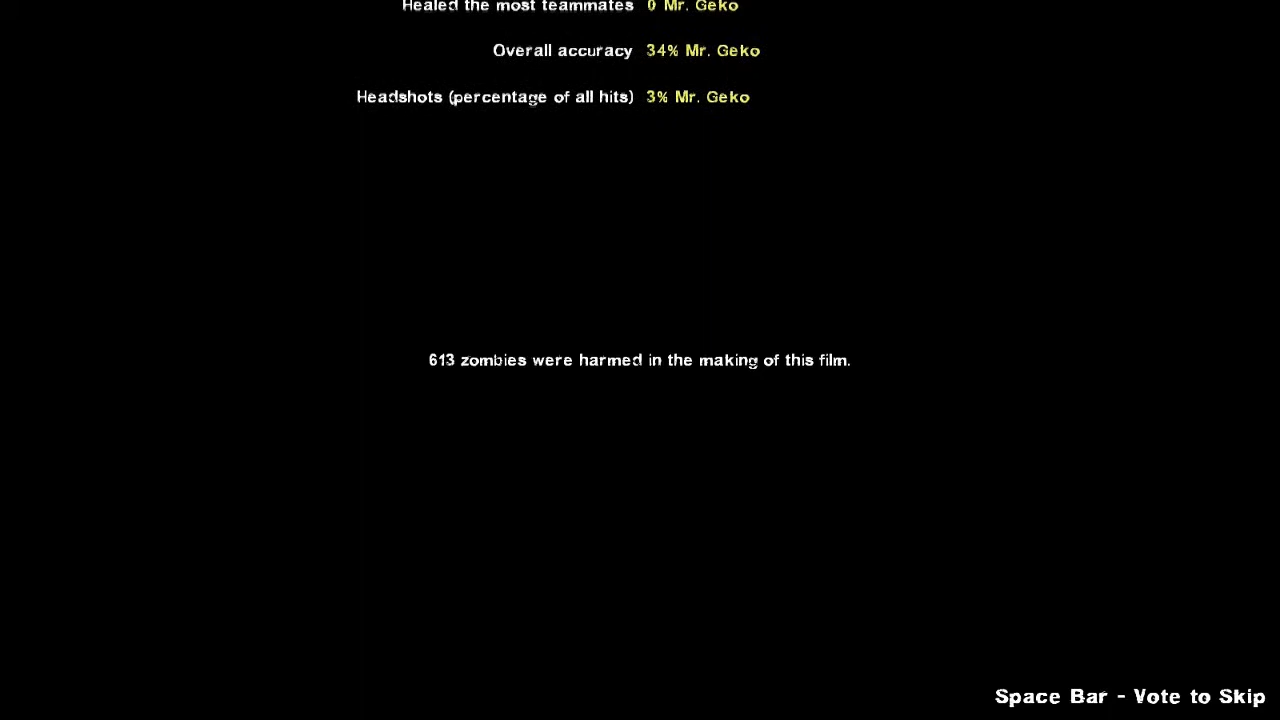 Healed the most teammates 0 Mr. Geko
Overall accuracy 34% Mr. Geko
Headshots (percentage of all hits) 3% Mr. Geko
613 zombies were harmed in the making of this film.
Space Bar - Vote to Skip